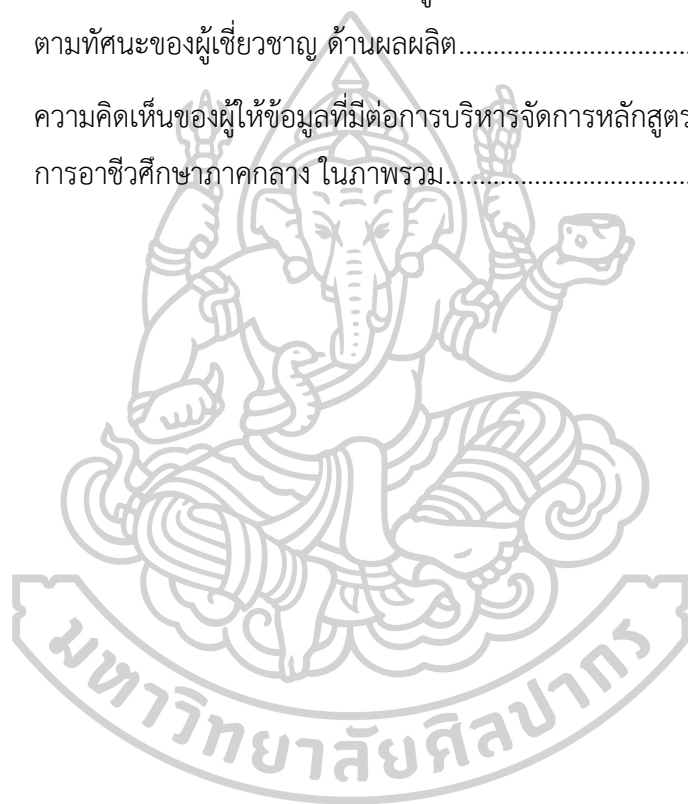 ตามทัศนะของผู้เชี่ยวชาญ ด้านผลผลิต................................
ความคิดเห็นของผู้ให้ข้อมูลที่มีต่อการบริหารจัดการหลักสูตร
การอาชีวศึกษาภาคกลาง ในภาพรวม..................................
มหาวิทยาลัยศิลปากร